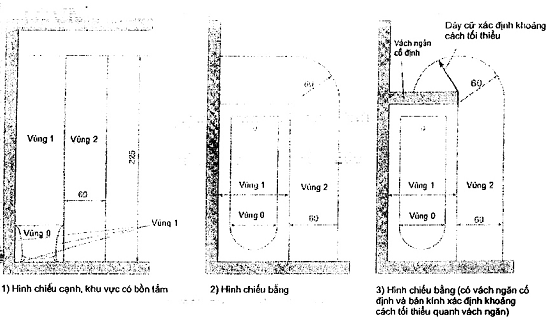 Dây cữ xác định khoảng
cách tối thiểu
Vách ngăn
cố định
60
60
Vùng 1
Vùng 2
225
60
Vùng 0
Vùng 1
Vùng 1
Vùng 2
Vùng 0
60
Vùng 1
Vùng 2
Vùng 0
60
1) Hình chiếu cạnh, khu vực có bồn tắm
2) Hình chiếu bằng
3) Hình chiếu bằng (có vách ngăn cố
định và bán kính xác định khoảng
cách tối thiểu quanh vách ngăn)